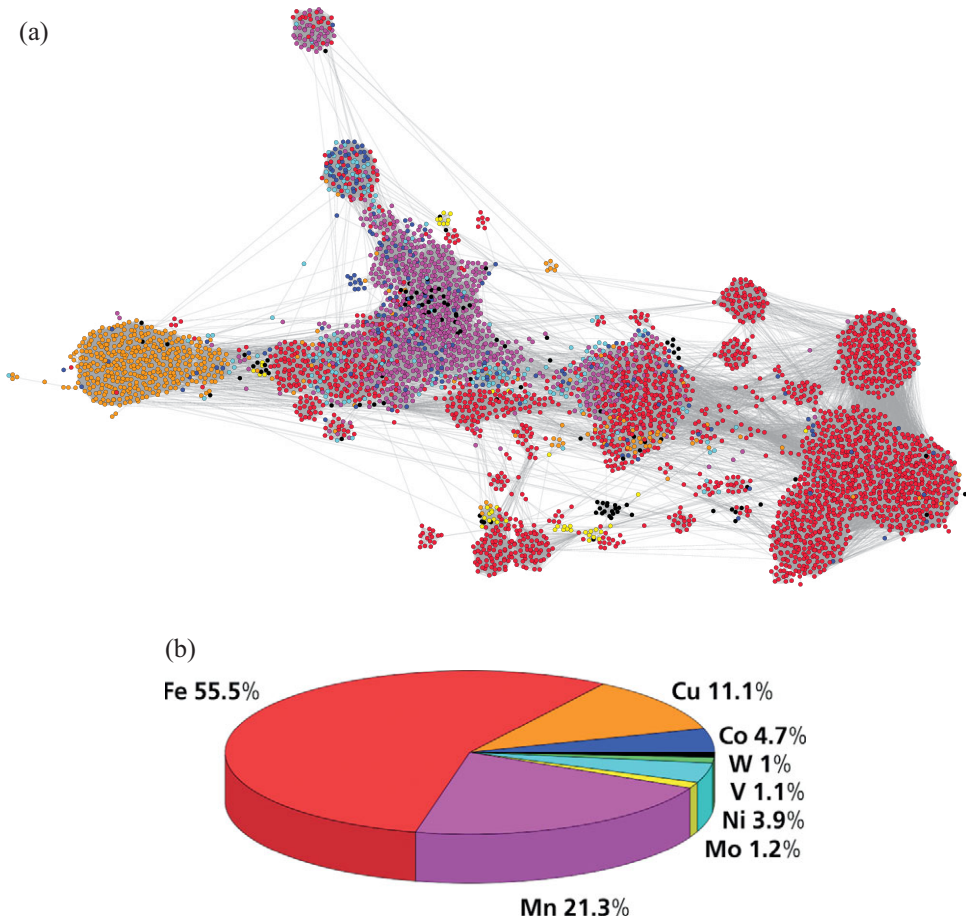 (a)
(b)
Fe 55.5%
Cu 11.1%
Co 4.7%
W 1%
V 1.1%
Ni 3.9%
Mo 1.2%
Mn 21.3%